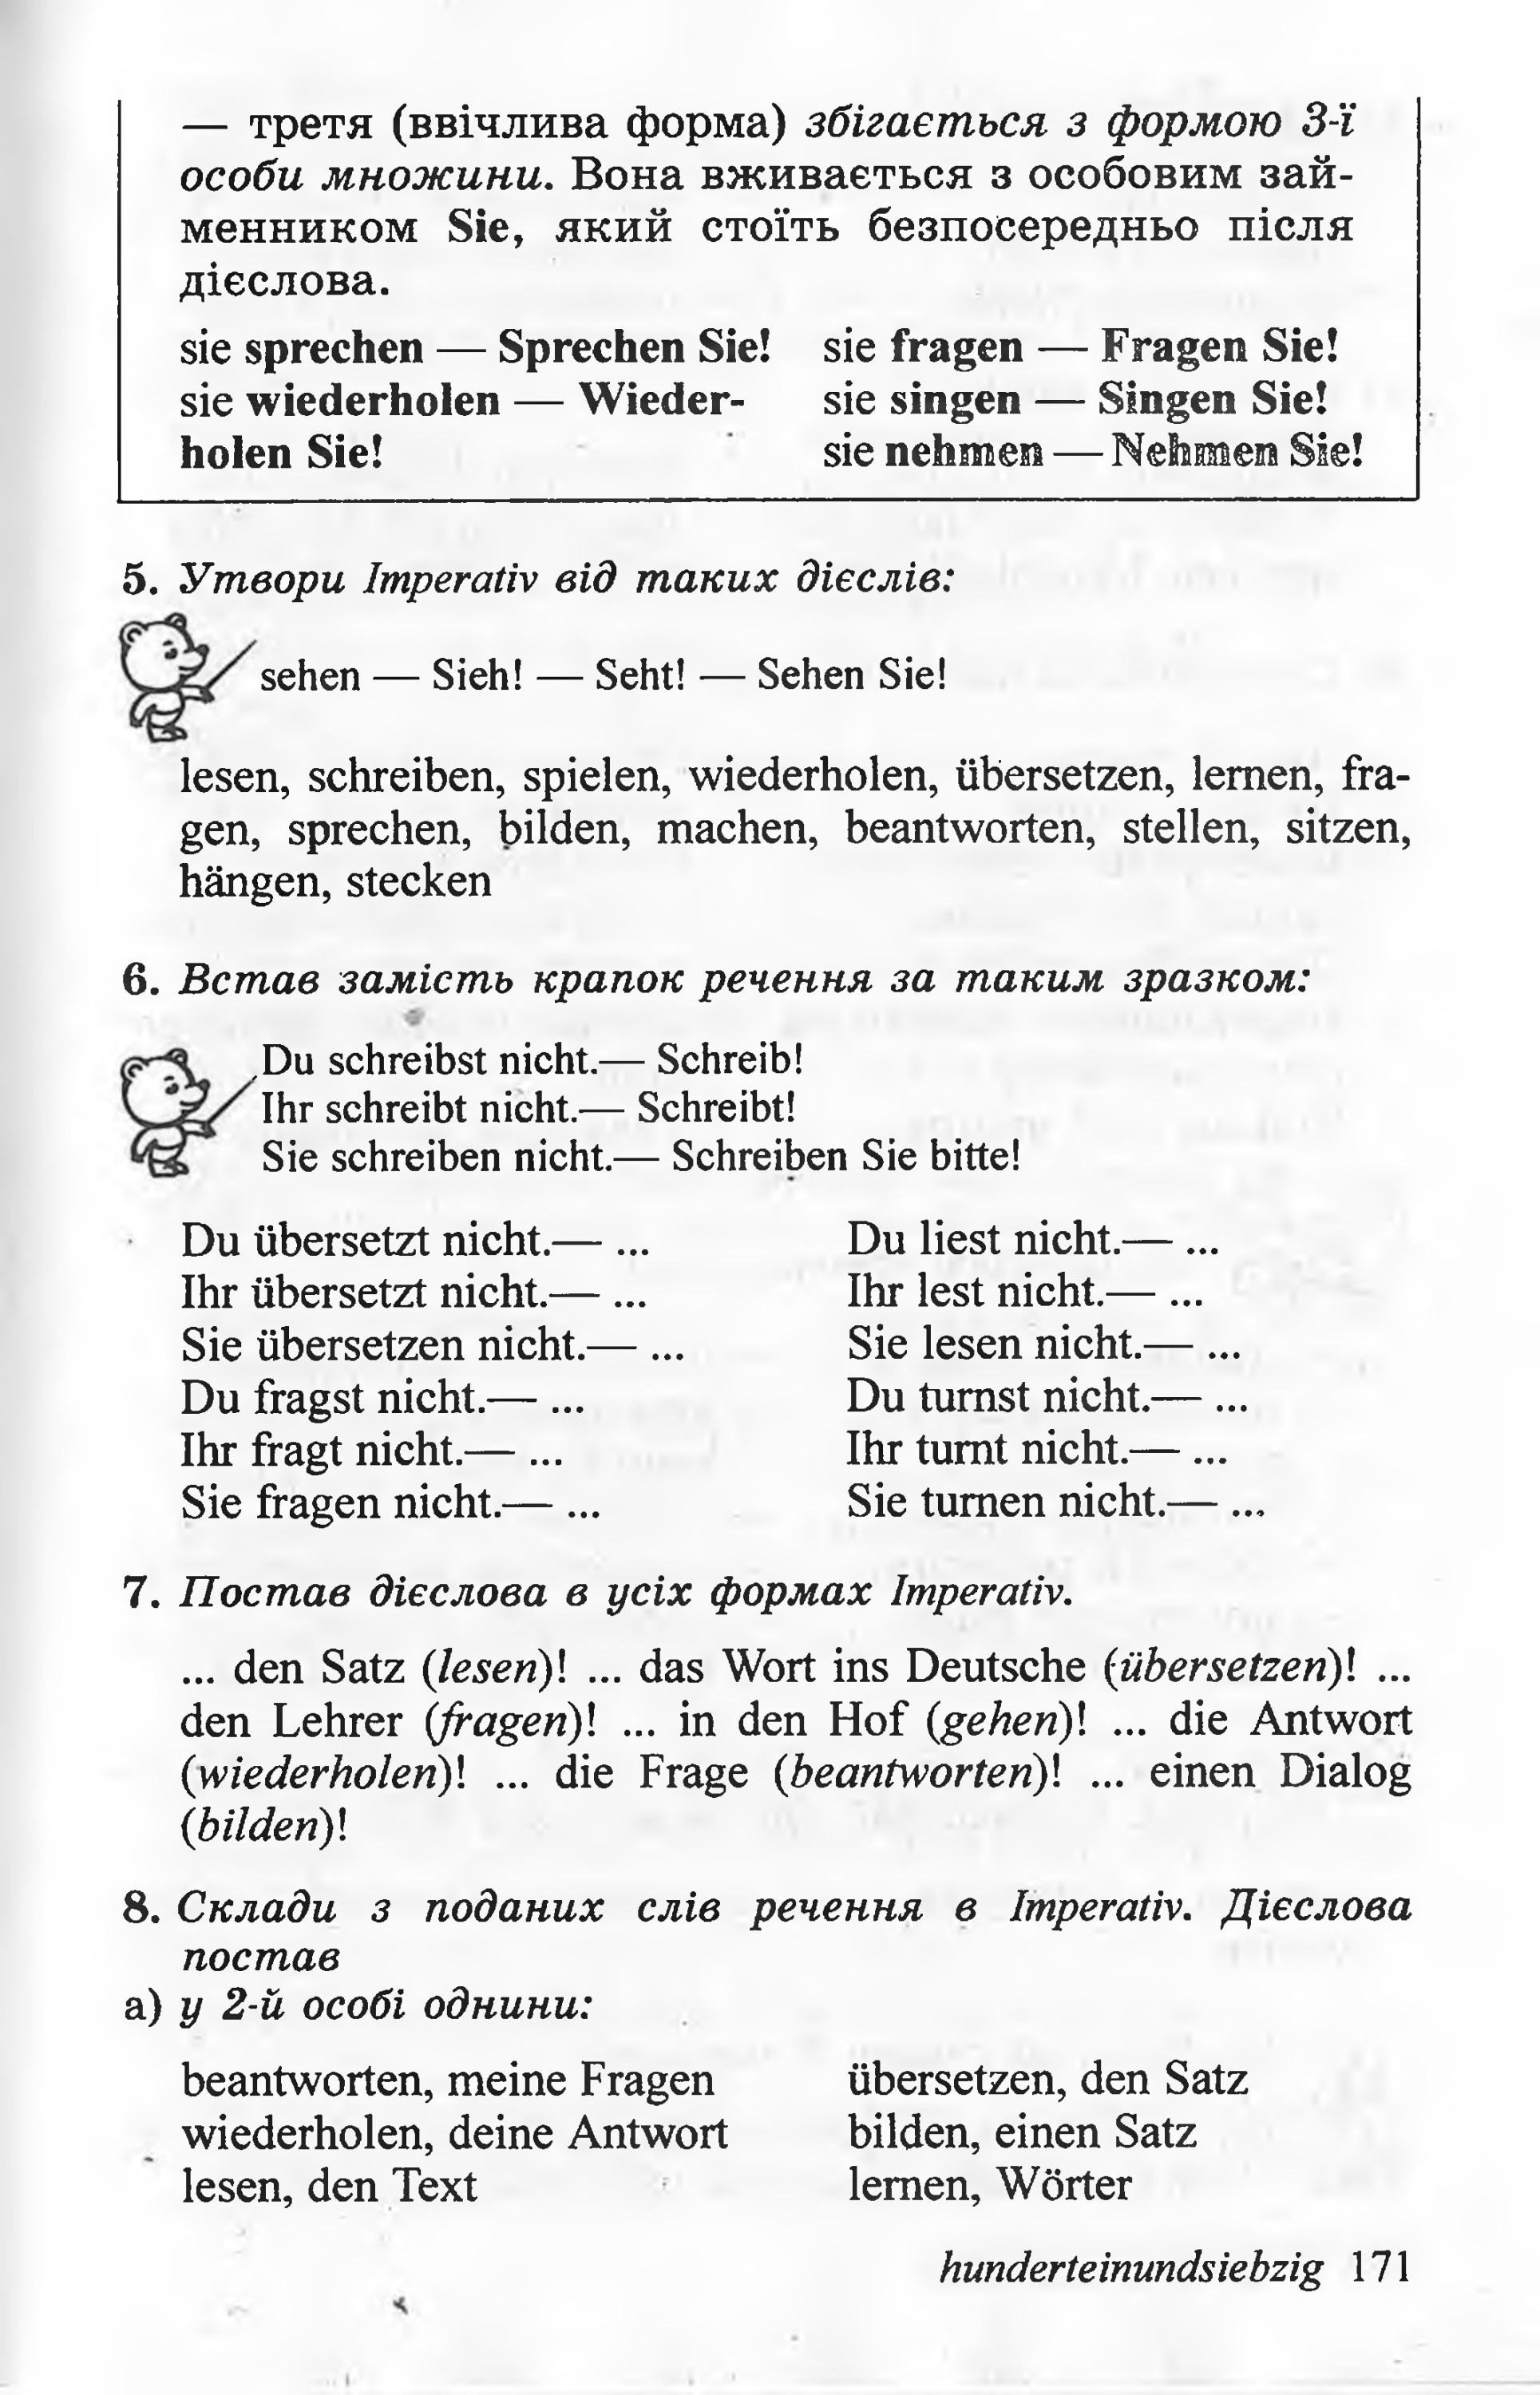 — третя (ввічлива форма) збігається з формою 3-ї
особи множини. Вона вживається з особовим зай-
менником Sie, який стоїть безпосередньо після
дієслова.
sie sprechen — Sprechen Sie!
sie wiederholen — Wieder-
holen Sie!
sie fragen — Fragen Sie!
sie singen — Singen Sie!
sie nehmen — Nehmen Sie!
5. Утвори Imperativ від таких дієслів:
sehen — Sieh! — Seht! — Sehen Sie!
lesen, schreiben, spielen, wiederholen, übersetzen, lernen, fra-
gen, sprechen, bilden, machen, beantworten, stellen, sitzen,
hängen, stecken
6. Встав замість крапок речення за таким зразком:
Du schreibst nicht.— Schreib!
Ihr schreibt nicht.— Schreibt!
Sie schreiben nicht.— Schreiben Sie bitte!
Du übersetzt nicht.— ...
Ihr übersetzt nicht.— ...
Sie übersetzen nicht.— ...
Du fragst nicht.— ...
Ihr fragt nicht.— ...
Sie fragen nicht.— ...
Du liest nicht.— ...
Ihr lest nicht.— ...
Sie lesen nicht.— ...
Du turnst nicht.— ...
Ihr turnt nicht.— ...
Sie turnen nicht.— ...
7. Постав дієслова в усіх формах Imperativ.
... den Satz (lesen)! ... das Wort ins Deutsche (übersetzen)! ...
den Lehrer (fragen)! ... in den Hof (gehen)! ... die Antwort
(wiederholen)! ... die Frage (beantworten)! ... einen Dialog
(bilden)!
8. Склади з поданих слів речення в Imperativ. Дієслова
постав
а) у 2-й особі однини:
beantworten, meine Fragen
wiederholen, deine Antwort
lesen, den Text
übersetzen, den Satz
bilden, einen Satz
lernen, Wörter
hunderteinundsiebzig 171